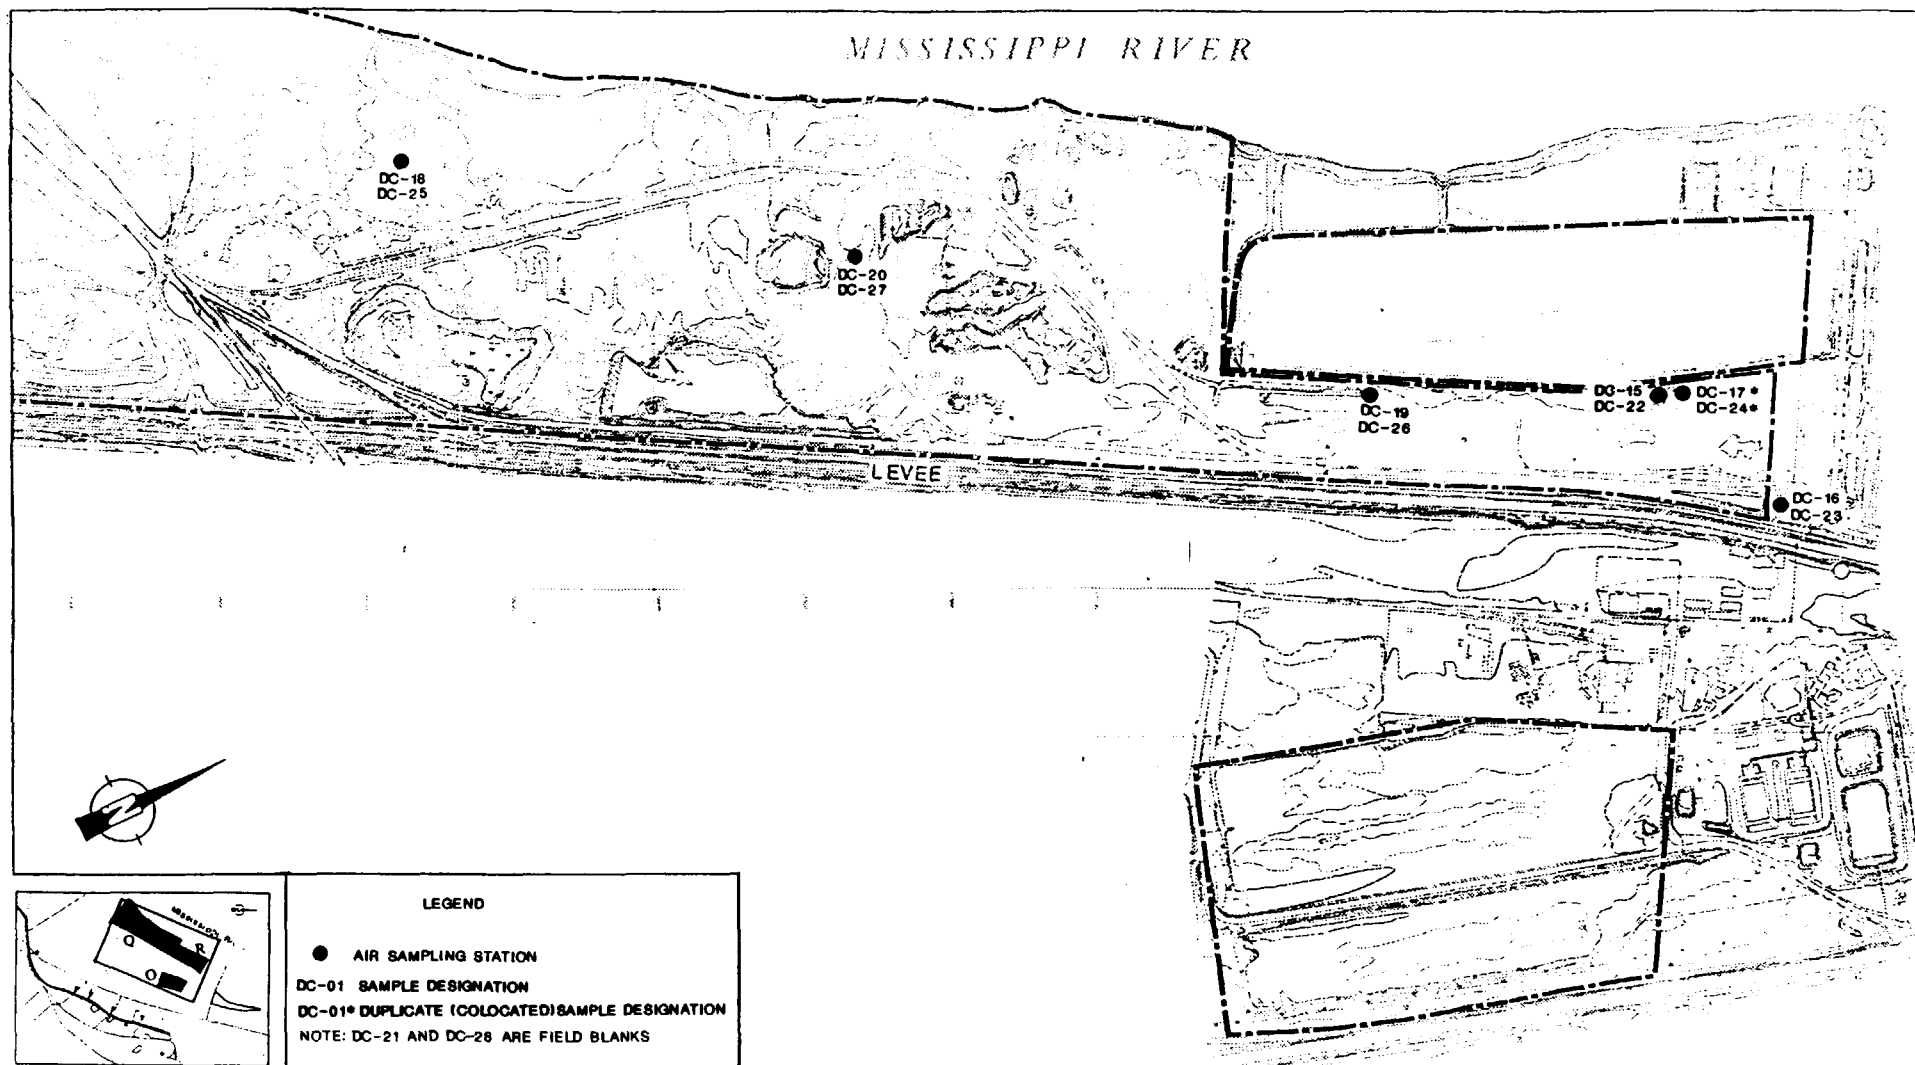 MISSISSIPPI RIVER
DC-18
DC-25
DC-20
DC-27
DC-19
DC-26
DG-15
DC-22
DC-17*
DC-24*
LEVEE
DC-16
DC-23
LEGEND
AIR SAMPLING STATION
DC-01 SAMPLE DESIGNATION
DC-01* DUPLICATE (COLOCATED) SAMPLE DESIGNATION
NOTE: DC-21 AND DC-28 ARE FIELD BLANKS
MISSISSIPPI R.
Q
R
O